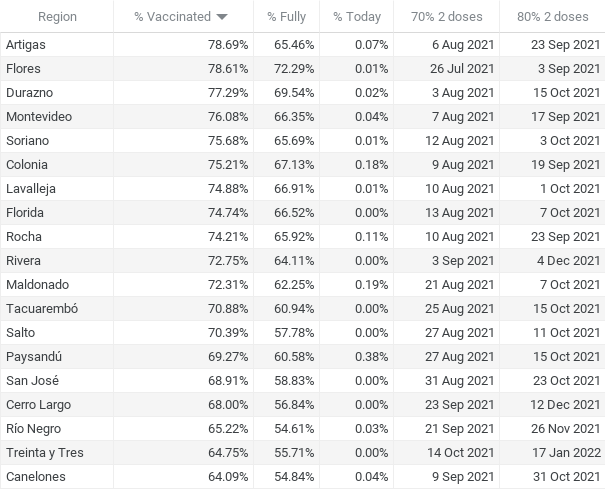 Region % Vaccinated % Fully % Today 70% 2 doses 80% 2 doses
Artigas 78.69% 65.46% 0.07% 6 Aug 2021 23 Sep 2021
Flores 78.61% 72.29% 0.01% 26 Jul 2021 3 Sep 2021
Durazno 77.29% 69.54% 0.02% 3 Aug 2021 15 Oct 2021
Montevideo 76.08% 66.35% 0.04% 7 Aug 2021 17 Sep 2021
Soriano 75.68% 65.69% 0.01% 12 Aug 2021 3 Oct 2021
Colonia 75.21% 67.13% 0.18% 9 Aug 2021 19 Sep 2021
Lavalleja 74.88% 66.91% 0.01% 10 Aug 2021 1 Oct 2021
Florida 74.74% 66.52% 0.00% 13 Aug 2021 7 Oct 2021
Rocha 74.21% 65.92% 0.11% 10 Aug 2021 23 Sep 2021
Rivera 72.75% 64.11% 0.00% 3 Sep 2021 4 Dec 2021
Maldonado 72.31% 62.25% 0.19% 21 Aug 2021 7 Oct 2021
Tacuarembó 70.88% 60.94% 0.00% 25 Aug 2021 15 Oct 2021
Salto 70.39% 57.78% 0.00% 27 Aug 2021 11 Oct 2021
Paysandú 69.27% 60.58% 0.38% 27 Aug 2021 15 Oct 2021
San José 68.91% 58.83% 0.00% 31 Aug 2021 23 Oct 2021
Cerro Largo 68.00% 56.84% 0.00% 23 Sep 2021 12 Dec 2021
Río Negro 65.22% 54.61% 0.03% 21 Sep 2021 26 Nov 2021
Treinta y Tres 64.75% 55.71% 0.00% 14 Oct 2021 17 Jan 2022
Canelones 64.09% 54.84% 0.04% 9 Sep 2021 31 Oct 2021